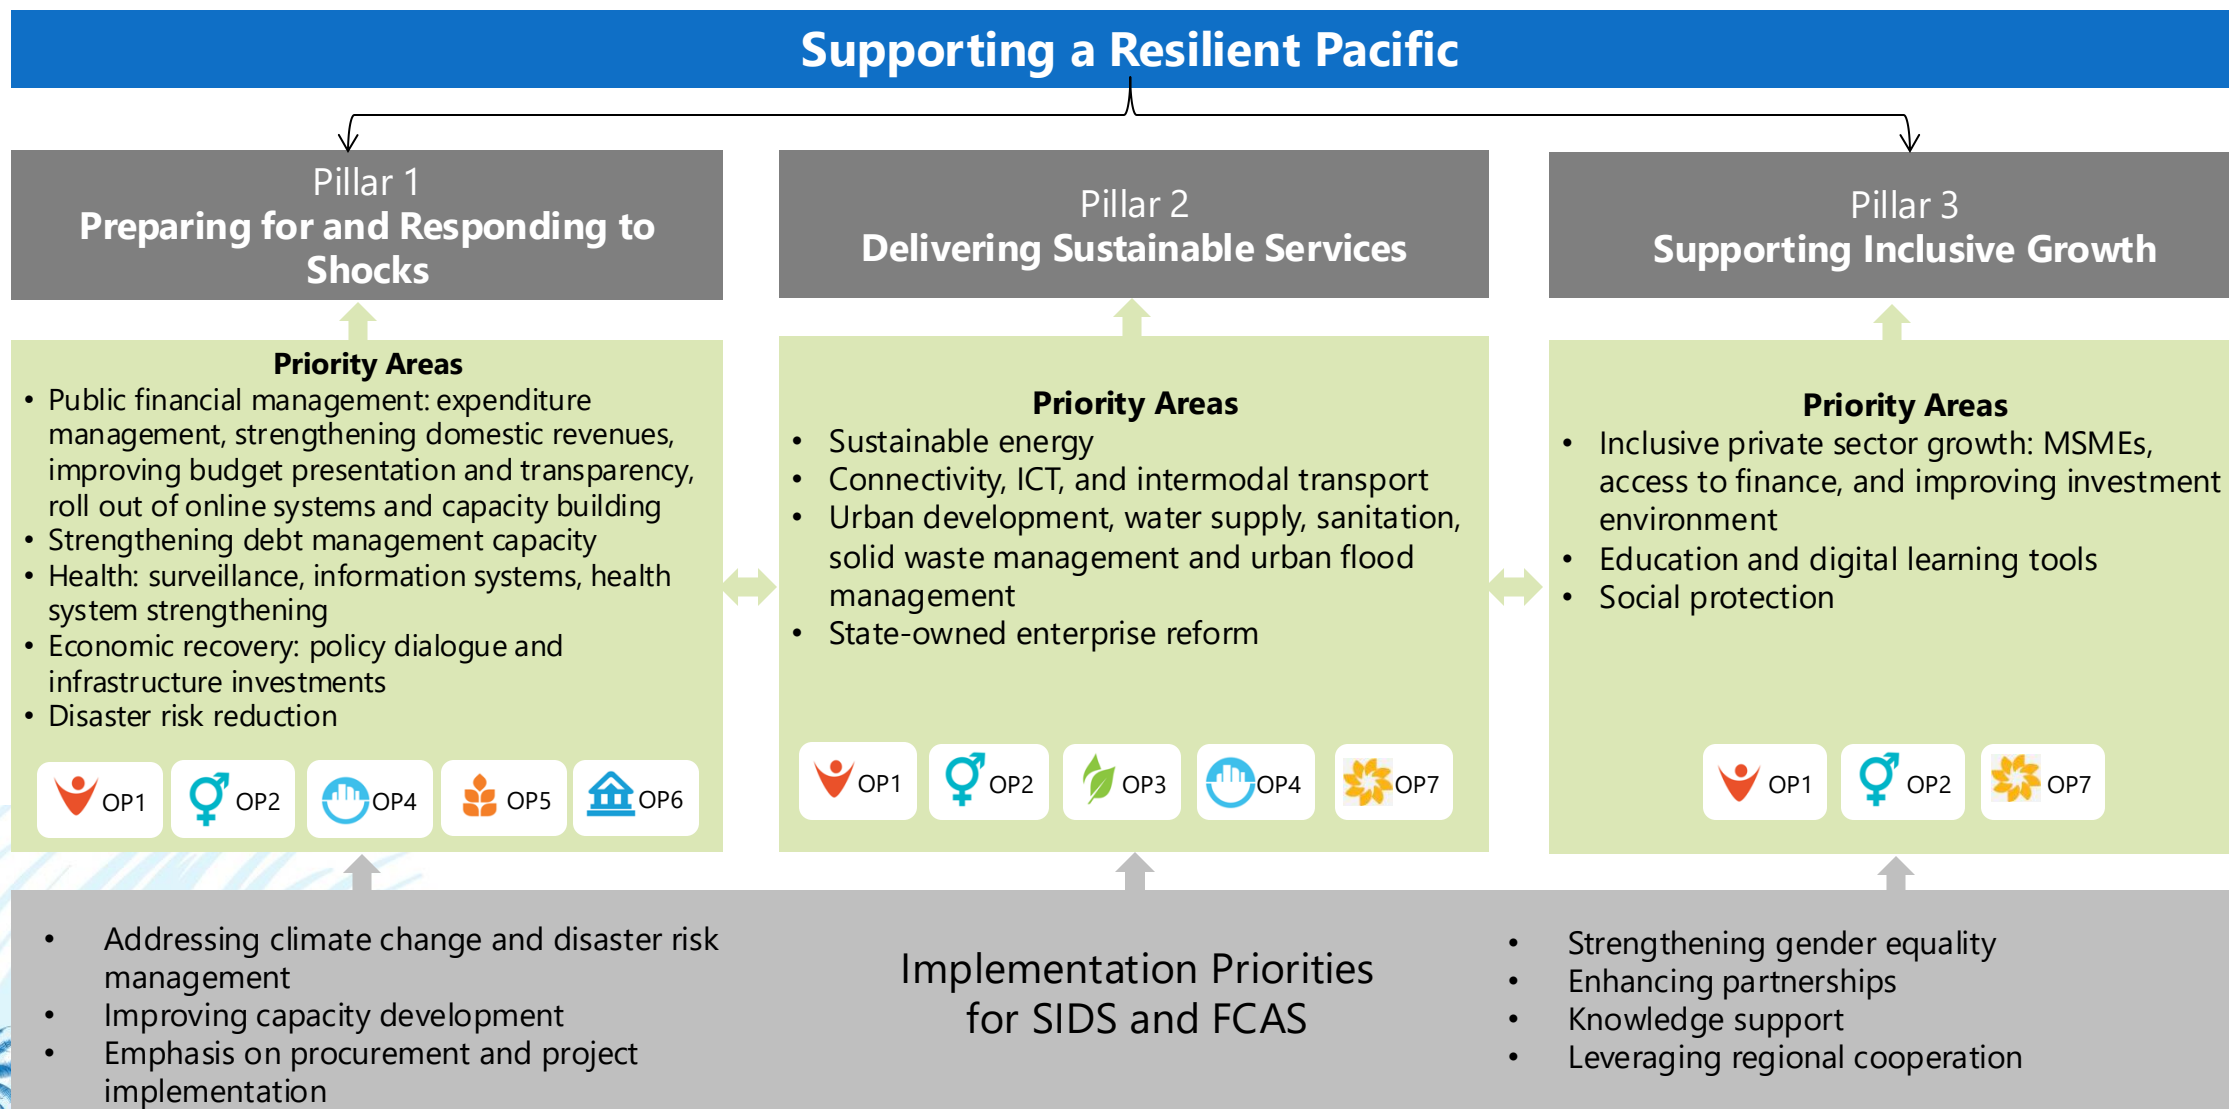 Supporting a Resilient Pacific
Pillar 1
Preparing for and Responding to
Shocks
Priority Areas
• Public financial management: expenditure
management, strengthening domestic revenues,
improving budget presentation and transparency,
roll out of online systems and capacity building
• Strengthening debt management capacity
• Health: surveillance, information systems, health
system strengthening
• Economic recovery: policy dialogue and
infrastructure investments
• Disaster risk reduction
OP1 OP2 OP4 OP5 OP6
Pillar 2
Delivering Sustainable Services
Priority Areas
• Sustainable energy
• Connectivity, ICT, and intermodal transport
• Urban development, water supply, sanitation,
solid waste management and urban flood
management
• State-owned enterprise reform
OP1 OP2 OP3 OP4 OP7
Pillar 3
Supporting Inclusive Growth
Priority Areas
• Inclusive private sector growth: MSMEs,
access to finance, and improving investment
environment
• Education and digital learning tools
• Social protection
OP1 OP2 OP7
• Addressing climate change and disaster risk
management
• Improving capacity development
• Emphasis on procurement and project
implementation
Implementation Priorities
for SIDS and FCAS
• Strengthening gender equality
• Enhancing partnerships
• Knowledge support
• Leveraging regional cooperation